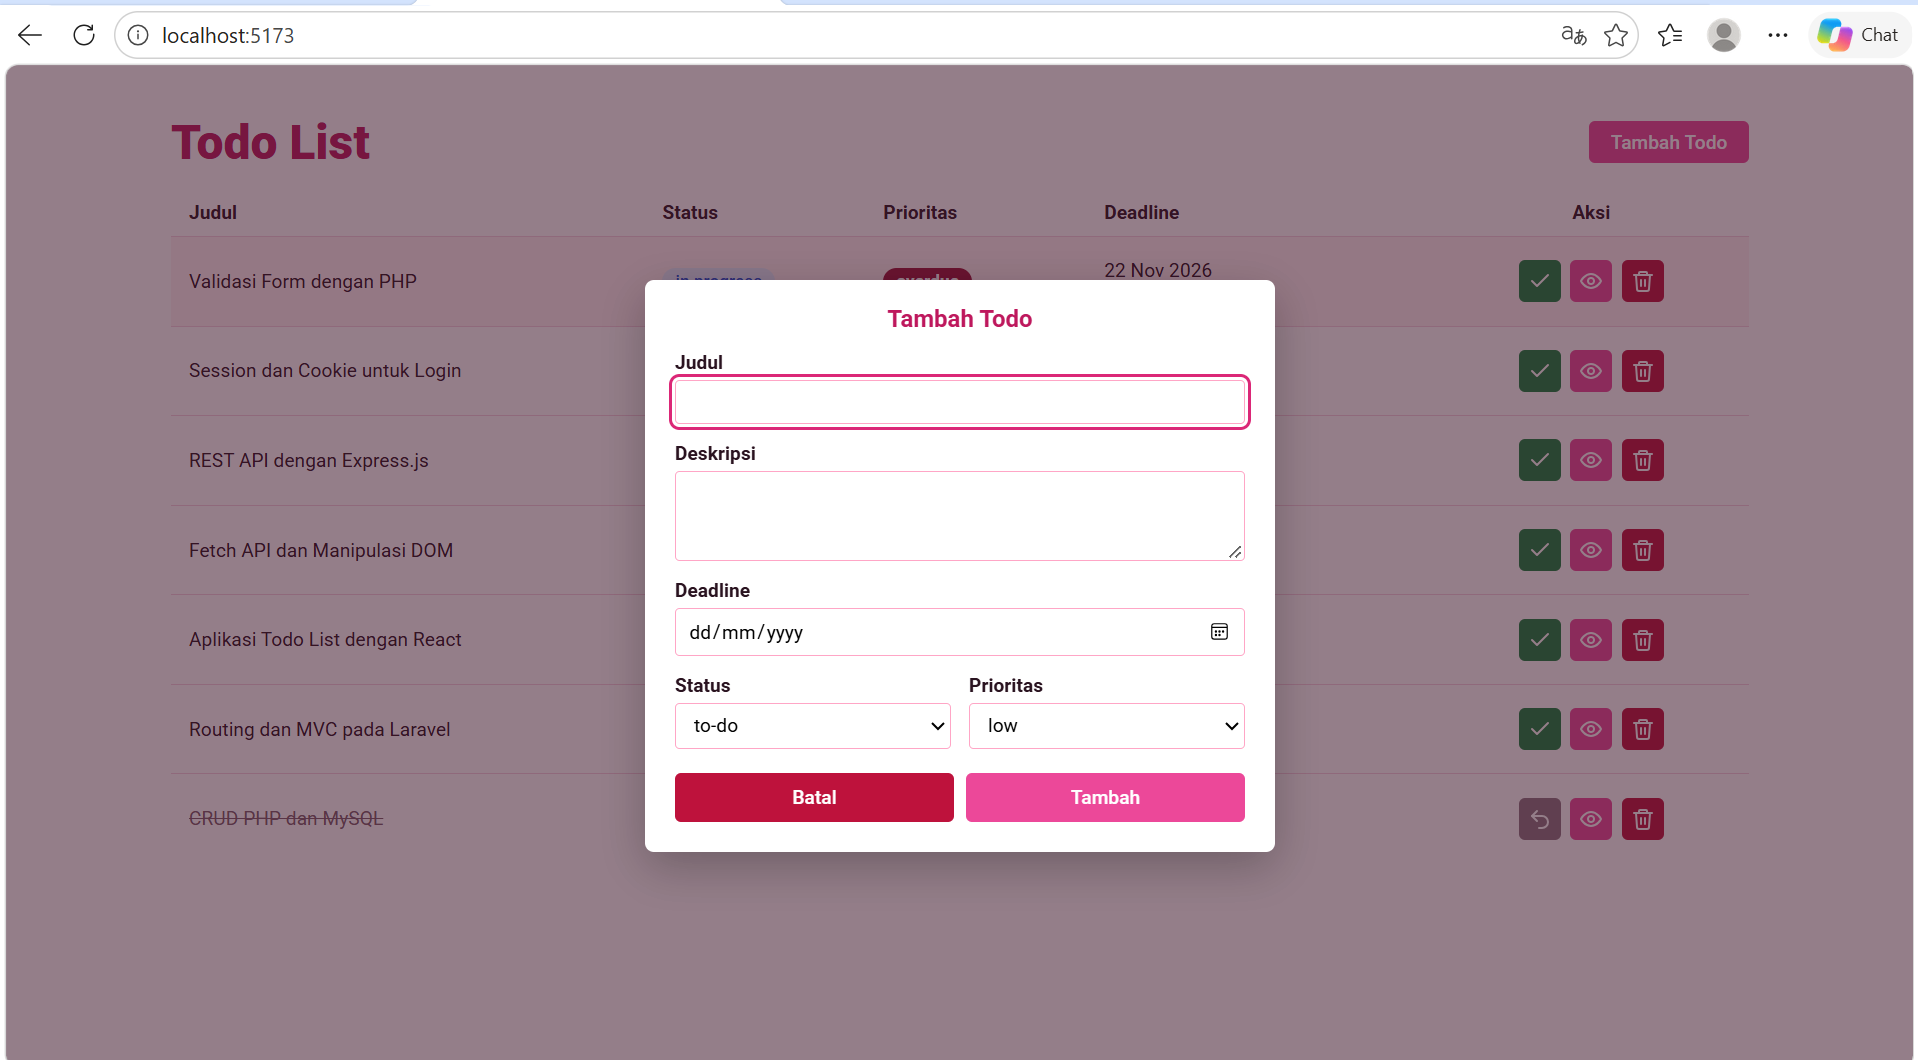 localhost:5173
Chat
Todo List
Tambah Todo
Judul Status Prioritas Deadline Aksi
Validasi Form dengan PHP
22 Nov 2026
Session dan Cookie untuk Login
REST API dengan Express.js
Fetch API dan Manipulasi DOM
Aplikasi Todo List dengan React
Routing dan MVC pada Laravel
CRUD PHP dan MySQL
Tambah Todo
Judul
Deskripsi
Deadline
dd/mm/yyyy
Status Prioritas
to-do low
Batal Tambah